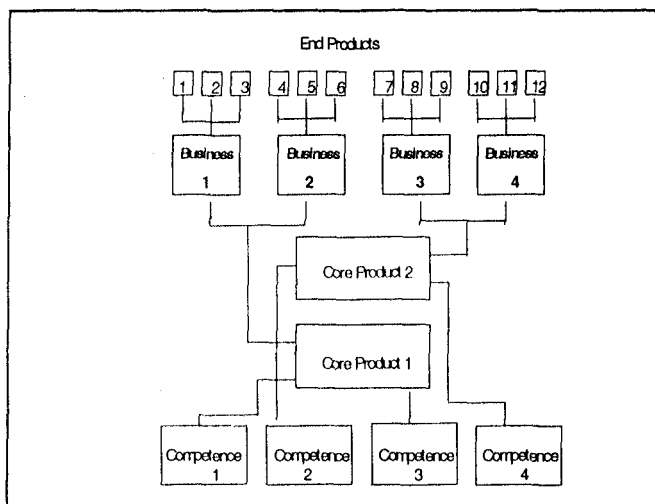 End Products
1 2 3 4 5 6 7 8 9 10 11 12
Business Business Business Business
1 2 3 4
Core Product 2
Core Product 1
Competence Competence Competence Competence
1 2 3 4